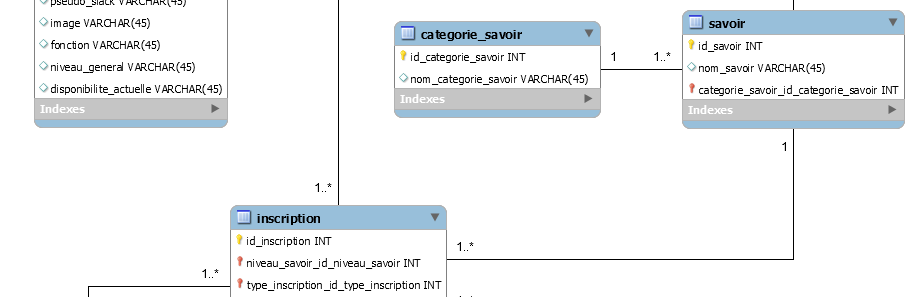 pseudo_slack VARCHAR(45)
image VARCHAR(45)
fonction VARCHAR(45)
niveau_general VARCHAR(45)
disponibilite_actuelle VARCHAR(45)
Indexes
categorie_savoir
id_categorie_savoir INT
nom_categorie_savoir VARCHAR(45)
Indexes
1
1..*
savoir
id_savoir INT
nom_savoir VARCHAR(45)
categorie_savoir_id_categorie_savoir INT
Indexes
1
1..*
inscription
id_inscription INT
niveau_savoir_id_niveau_savoir INT
type_inscription_id_type_inscription INT
1..*
1..*